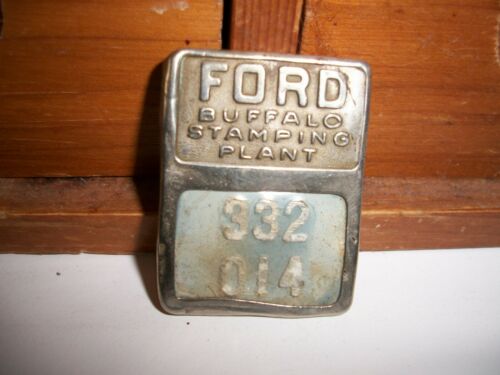 FORD
BUFFALO
STAMPING
PLANT
332
014